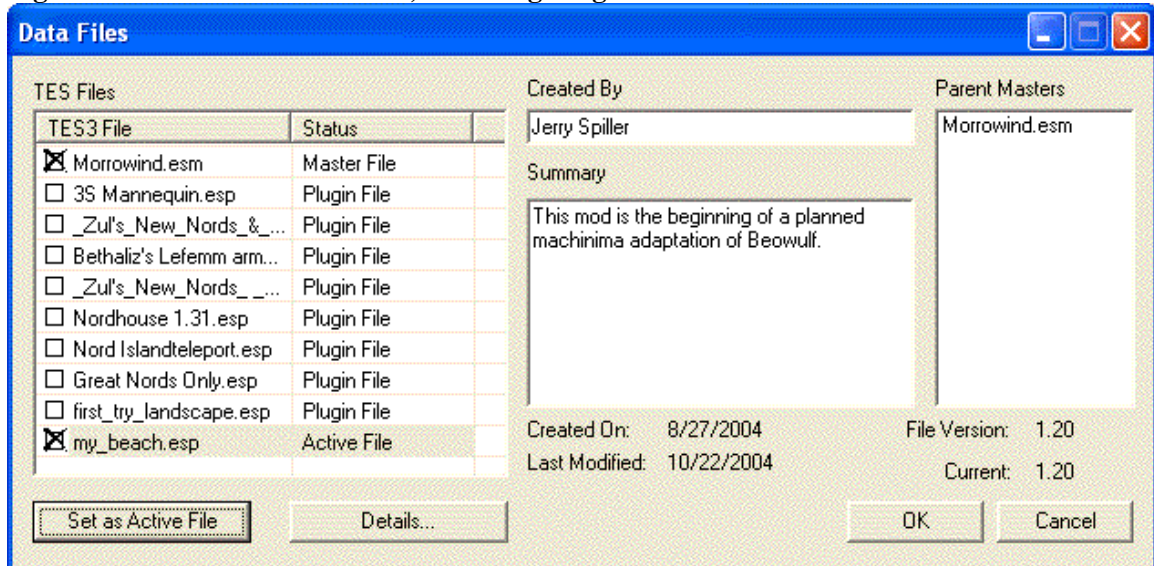 Data Files
TES Files
TES3 File Status
Morrowind.esm Master File
3S Mannequin.esp Plugin File
_Zul's_New_Nords_&_... Plugin File
Bethaliz's Lefemm arm... Plugin File
_Zul's_New_Nords_ _... Plugin File
Nordhouse 1.31.esp Plugin File
Nord Islandteleport.esp Plugin File
Great Nords Only.esp Plugin File
first_try_landscape.esp Plugin File
my_beach.esp Active File
Set as Active File Details...
Created By
Jerry Spiller
Summary
This mod is the beginning of a planned
machinima adaptation of Beowulf.
Created On: 8/27/2004
Last Modified: 10/22/2004
Parent Masters
Morrowind.esm
File Version: 1.20
Current: 1.20
OK Cancel